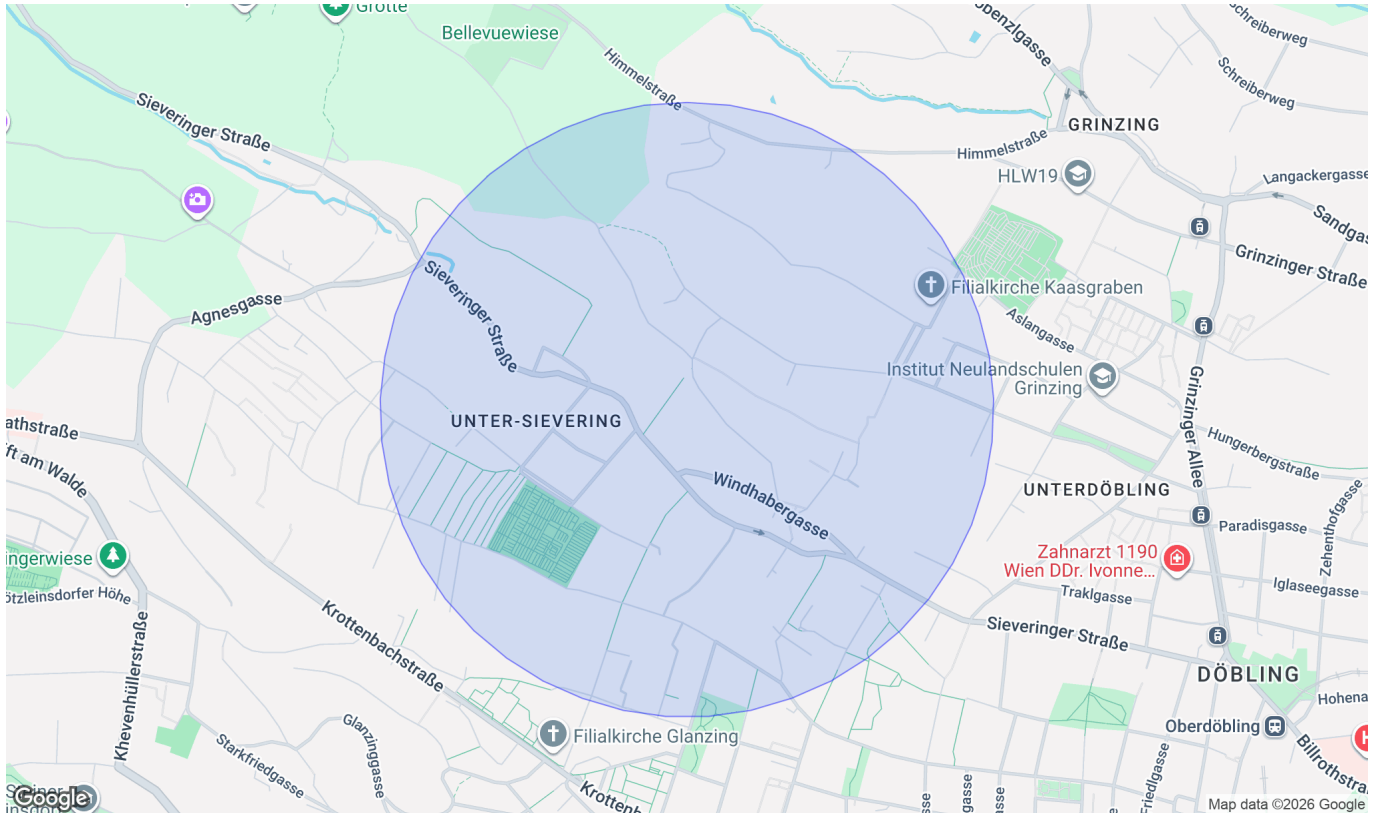 Grotte
Bellevuewiese
Himmelstraße
Schreiberweg
Schreiberweg
Sieveringer Straße
GRINZING
Himmelstraße
HLW19
Langackergasse
Grinzinger Straße
Filialkirche Kaasgraben
Sieveringer Straße
Agnesgasse
Aslangasse
Institut Neulandschulen
Grinzing
Grinzinger Allee
UNTER-SIEVERING
Hungerbergstraße
Windhabergasse
UNTERDÖBLING
Zehenthofgasse
Paradisgasse
Zahnarzt 1190
Wien DDr. Ivonne...
Iglaseegasse
Traklgasse
Krottenbachstraße
Khevenhüllerstraße
Sieveringer Straße
DÖBLING
Oberdöbling
Filialkirche Glanzing
Glanzinggasse
Starkfriedgasse
Google
Map data ©2026 Google